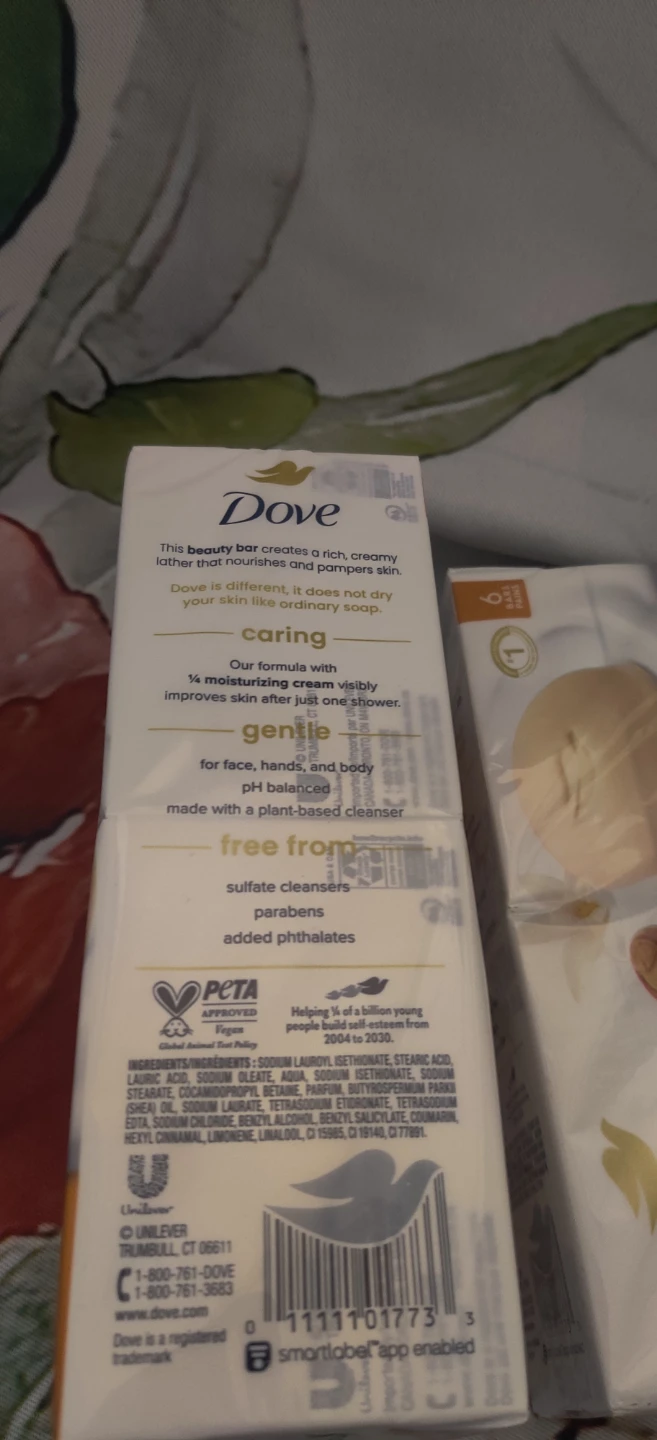 Dove
This beauty bar creates a rich, creamy
lather that nourishes and pampers skin.
Dove is different, it does not dry
your skin like ordinary soap.
caring
Our formula with
¼ moisturizing cream visibly
improves skin after just one shower.
gentle
for face, hands, and body
pH balanced
made with a plant-based cleanser
free from
sulfate cleansers
parabens
added phthalates
PETA
APPROVED
Vegan
Global Animal Test Policy
Helping ¼ of a billion young
people build self-esteem from
2004 to 2030.
INGREDIENTS/INGRÉDIENTS : SODIUM LAUROYL ISETHIONATE, STEARIC ACID,
LAURIC ACID, SODIUM OLEATE, AQUA, SODIUM ISETHIONATE, SODIUM
STEARATE, COCAMIDOPROPYL BETAINE, PARFUM, BUTYROSPERMUM PARKII
(SHEA) OIL, SODIUM LAURATE, TETRASODIUM ETIDRONATE, TETRASODIUM
EDTA, SODIUM CHLORIDE, BENZYL ALCOHOL, BENZYL SALICYLATE, COUMARIN,
HEXYL CINNAMAL, LIMONENE, LINALOOL, CI 15985, CI 19140, CI 77891.
Unilever
© UNILEVER
TRUMBULL, CT 06611
1-800-761-DOVE
1-800-761-3683
www.dove.com
Dove is a registered
trademark
0 11111 01773 3
smartlabel™ app enabled
6
BARS
PAINS